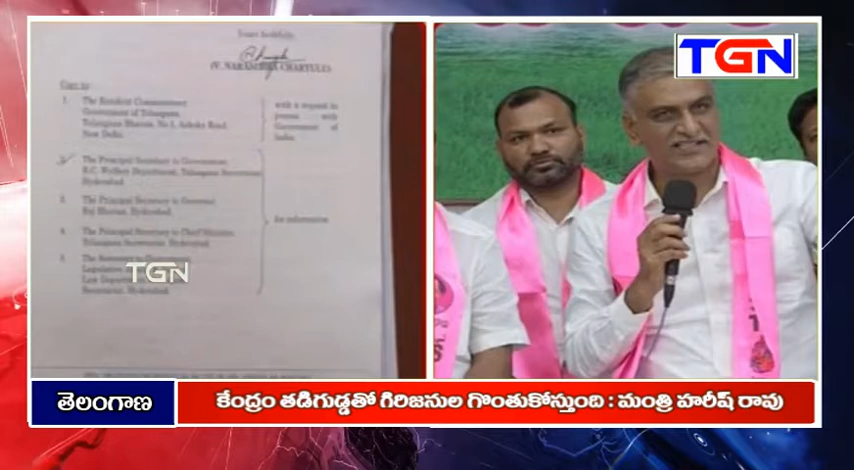 Yours faithfully,
(V. NARASIMHA CHARYULU)
Copy to:
1. The Resident Commissioner
Government of Telangana
Telangana Bhavan, No 1, Ashoka Road,
New Delhi.
with a request to
pursue with
Government of
India.
2. The Principal Secretary to Government,
B.C. Welfare Department, Telangana Secretariat
Hyderabad
3. The Principal Secretary to Governor
Raj Bhavan, Hyderabad.
4. The Principal Secretary to Chief Minister
Telangana Secretariat, Hyderabad
5. The
Legislative
Law
Secretariat, Hyderabad
for information
TGN
TGN
తెలంగాణ
కేంద్రం తడిగుడ్డతో గిరిజనుల గొంతుకోస్తుంది : మంత్రి హరీష్ రావు